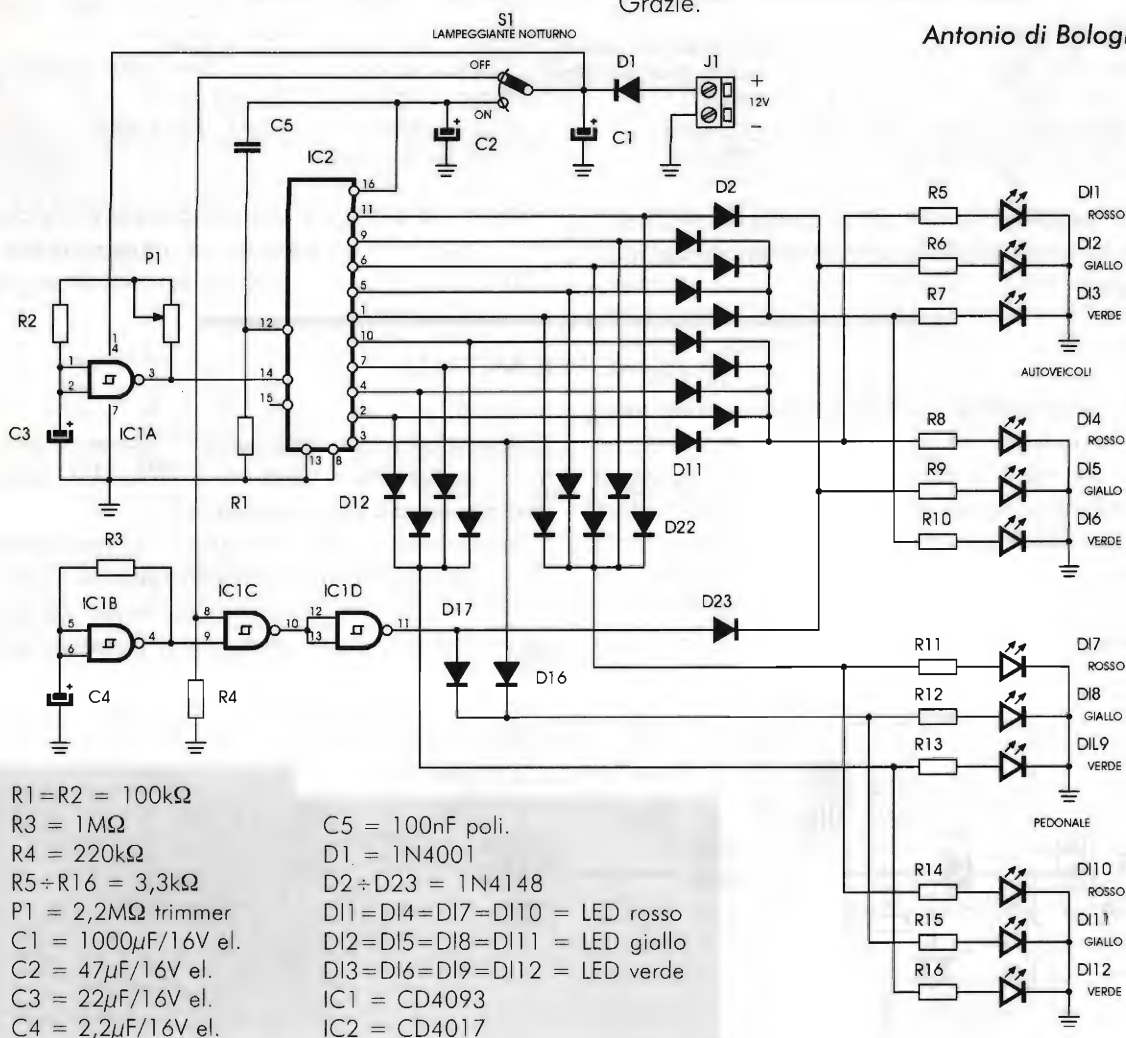 Grazie.
Antonio di Bolog
S1
LAMPEGGIANTE NOTTURNO
OFF
ON
D1
J1
+
12V
−
C5
C2
C1
IC2
16
11
9
6
5
1
10
7
4
2
3
12
14
15
13
8
P1
R2
1
2
1
4
3
7
C3
IC1A
R1
D2
D11
D12
D22
R5
DI1
ROSSO
R6
DI2
GIALLO
R7
DI3
VERDE
AUTOVEICOLI
R8
DI4
ROSSO
R9
DI5
GIALLO
R10
DI6
VERDE
R3
IC1B
5
6
4
C4
IC1C
8
9
10
R4
IC1D
12
13
11
D17
D16
D23
R11
DI7
ROSSO
R12
DI8
GIALLO
R13
DIL9
VERDE
PEDONALE
R14
DI10
ROSSO
R15
DI11
GIALLO
R16
DI12
VERDE
R1=R2 = 100kΩ
R3 = 1MΩ
R4 = 220kΩ
R5÷R16 = 3,3kΩ
P1 = 2,2MΩ trimmer
C1 = 1000µF/16V el.
C2 = 47µF/16V el.
C3 = 22µF/16V el.
C4 = 2,2µF/16V el.
C5 = 100nF poli.
D1 = 1N4001
D2÷D23 = 1N4148
DI1=DI4=DI7=DI10 = LED rosso
DI2=DI5=DI8=DI11 = LED giallo
DI3=DI6=DI9=DI12 = LED verde
IC1 = CD4093
IC2 = CD4017